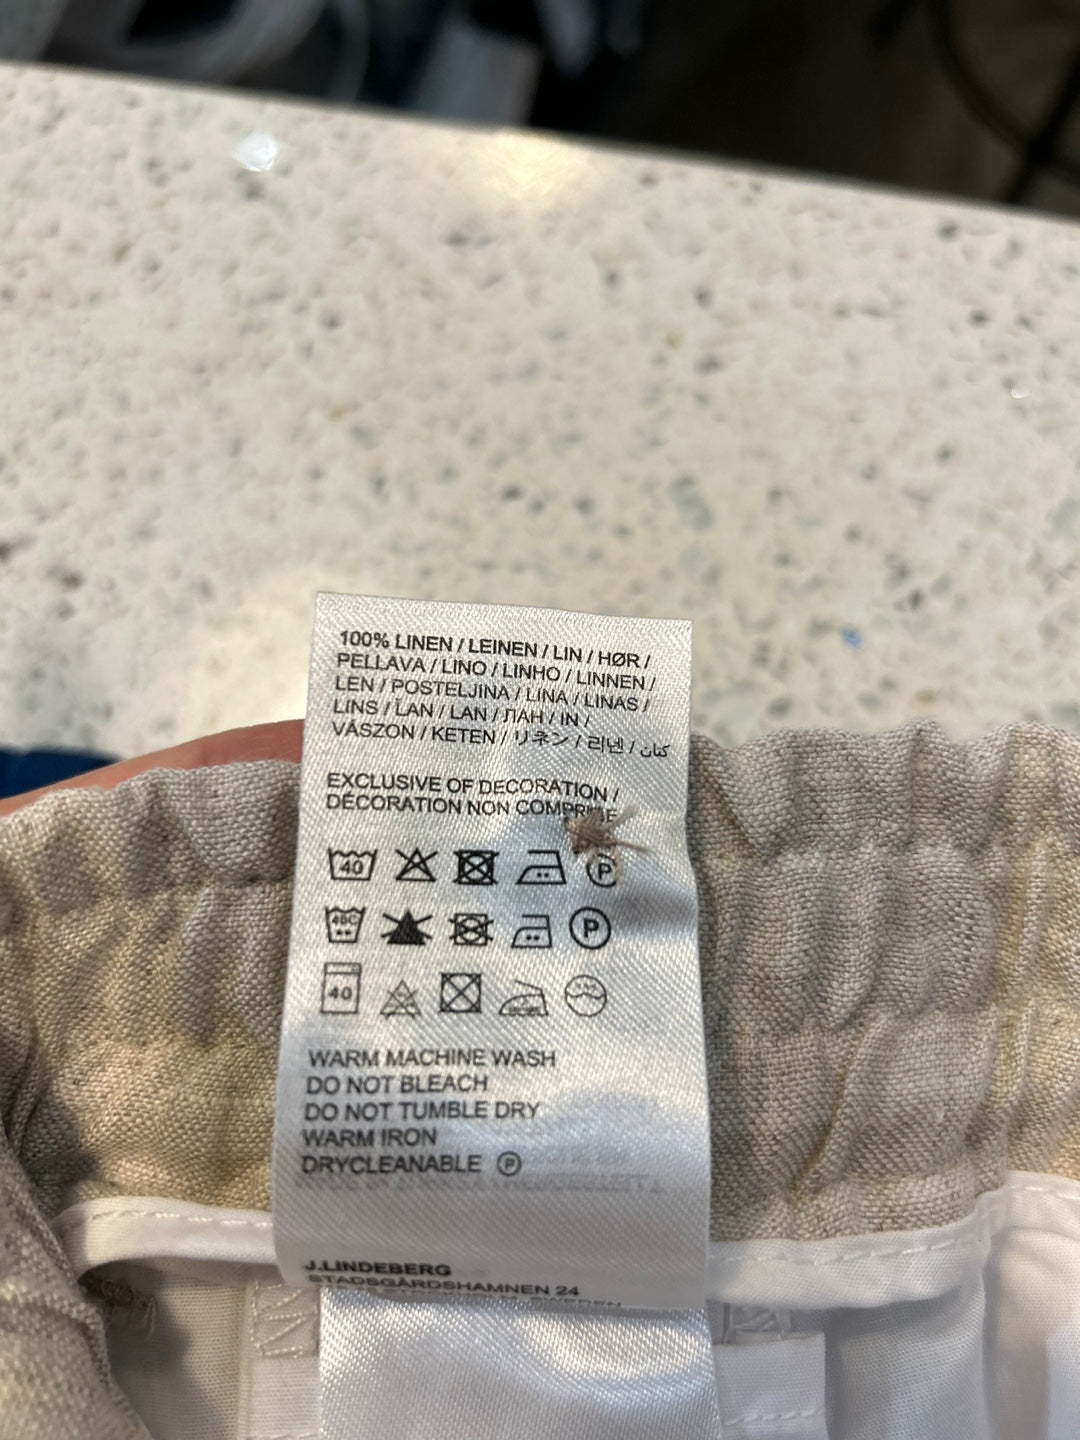 100% LINEN / LEINEN / LIN / HØR /
PELLAVA / LINO / LINHO / LINNEN /
LEN / POSTELJINA / LINA / LINAS /
LINS / LAN / LAN / ЛАН / IN /
VÁSZON / KETEN / リネン / 리넨 / كتان
EXCLUSIVE OF DECORATION /
DÉCORATION NON COMPRISE
40 P
40C P
40
WARM MACHINE WASH
DO NOT BLEACH
DO NOT TUMBLE DRY
WARM IRON
DRYCLEANABLE P
J.LINDEBERG
STADSGÅRDSHAMNEN 24
SWEDEN